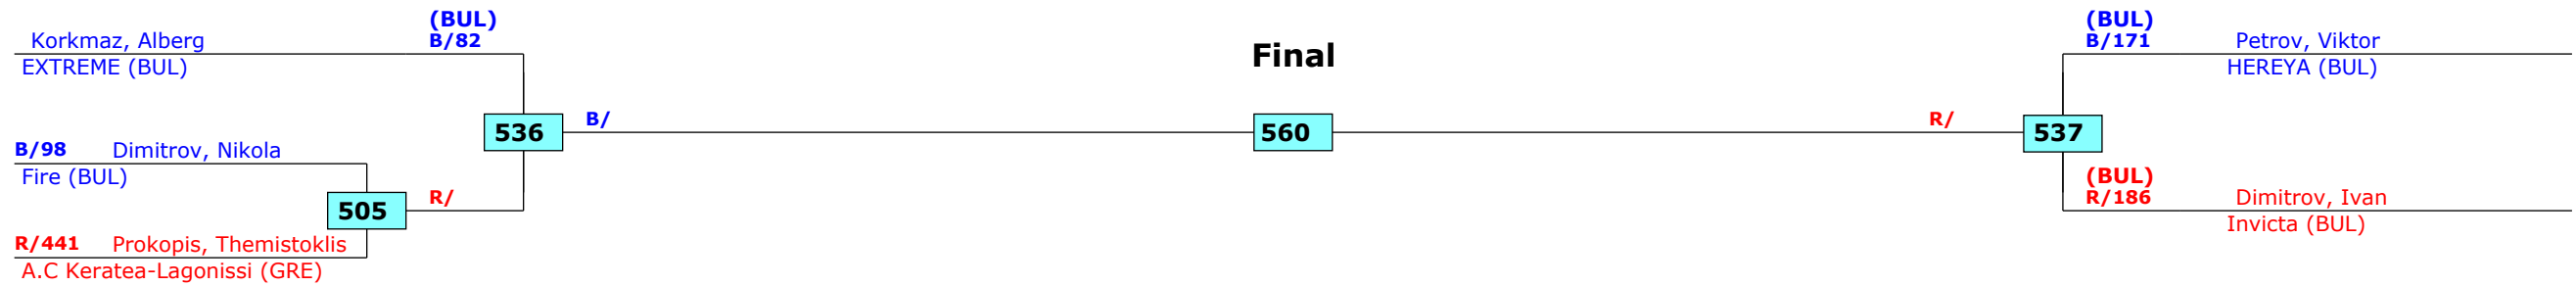 (BUL)
Korkmaz, Alberg B/82
EXTREME (BUL)
Final
(BUL)
B/171 Petrov, Viktor
HEREYA (BUL)
536 B/ 560 R/ 537
B/98 Dimitrov, Nikola
Fire (BUL)
505 R/
R/441 Prokopis, Themistoklis
A.C Keratea-Lagonissi (GRE)
(BUL)
R/186 Dimitrov, Ivan
Invicta (BUL)